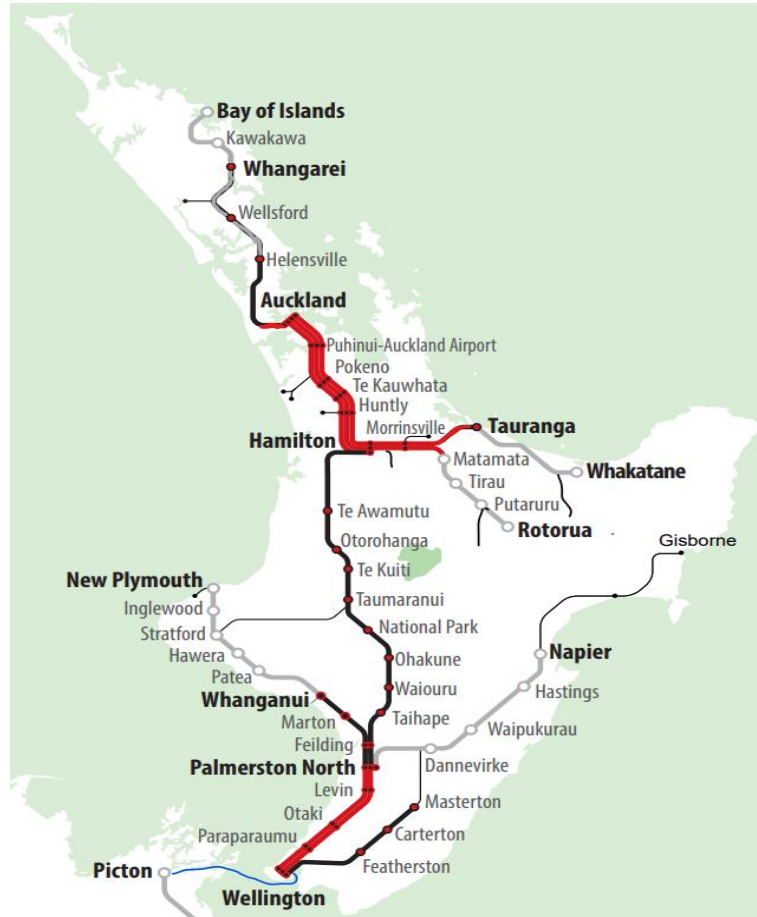 Bay of Islands
Kawakawa
Whangarei
Wellsford
Helensville
Auckland
Puhinui-Auckland Airport
Pokeno
Te Kauwhata
Huntly
Morrinsville
Tauranga
Hamilton
Matamata
Whakatane
Tirau
Putaruru
Te Awamutu
Rotorua
Otorohanga
Gisborne
Te Kuiti
New Plymouth
Taumaranui
Inglewood
National Park
Stratford
Hawera
Napier
Ohakune
Patea
Waiouru
Hastings
Whanganui
Taihape
Marton
Waipukurau
Feilding
Palmerston North
Dannevirke
Levin
Masterton
Otaki
Carterton
Paraparaumu
Featherston
Picton
Wellington